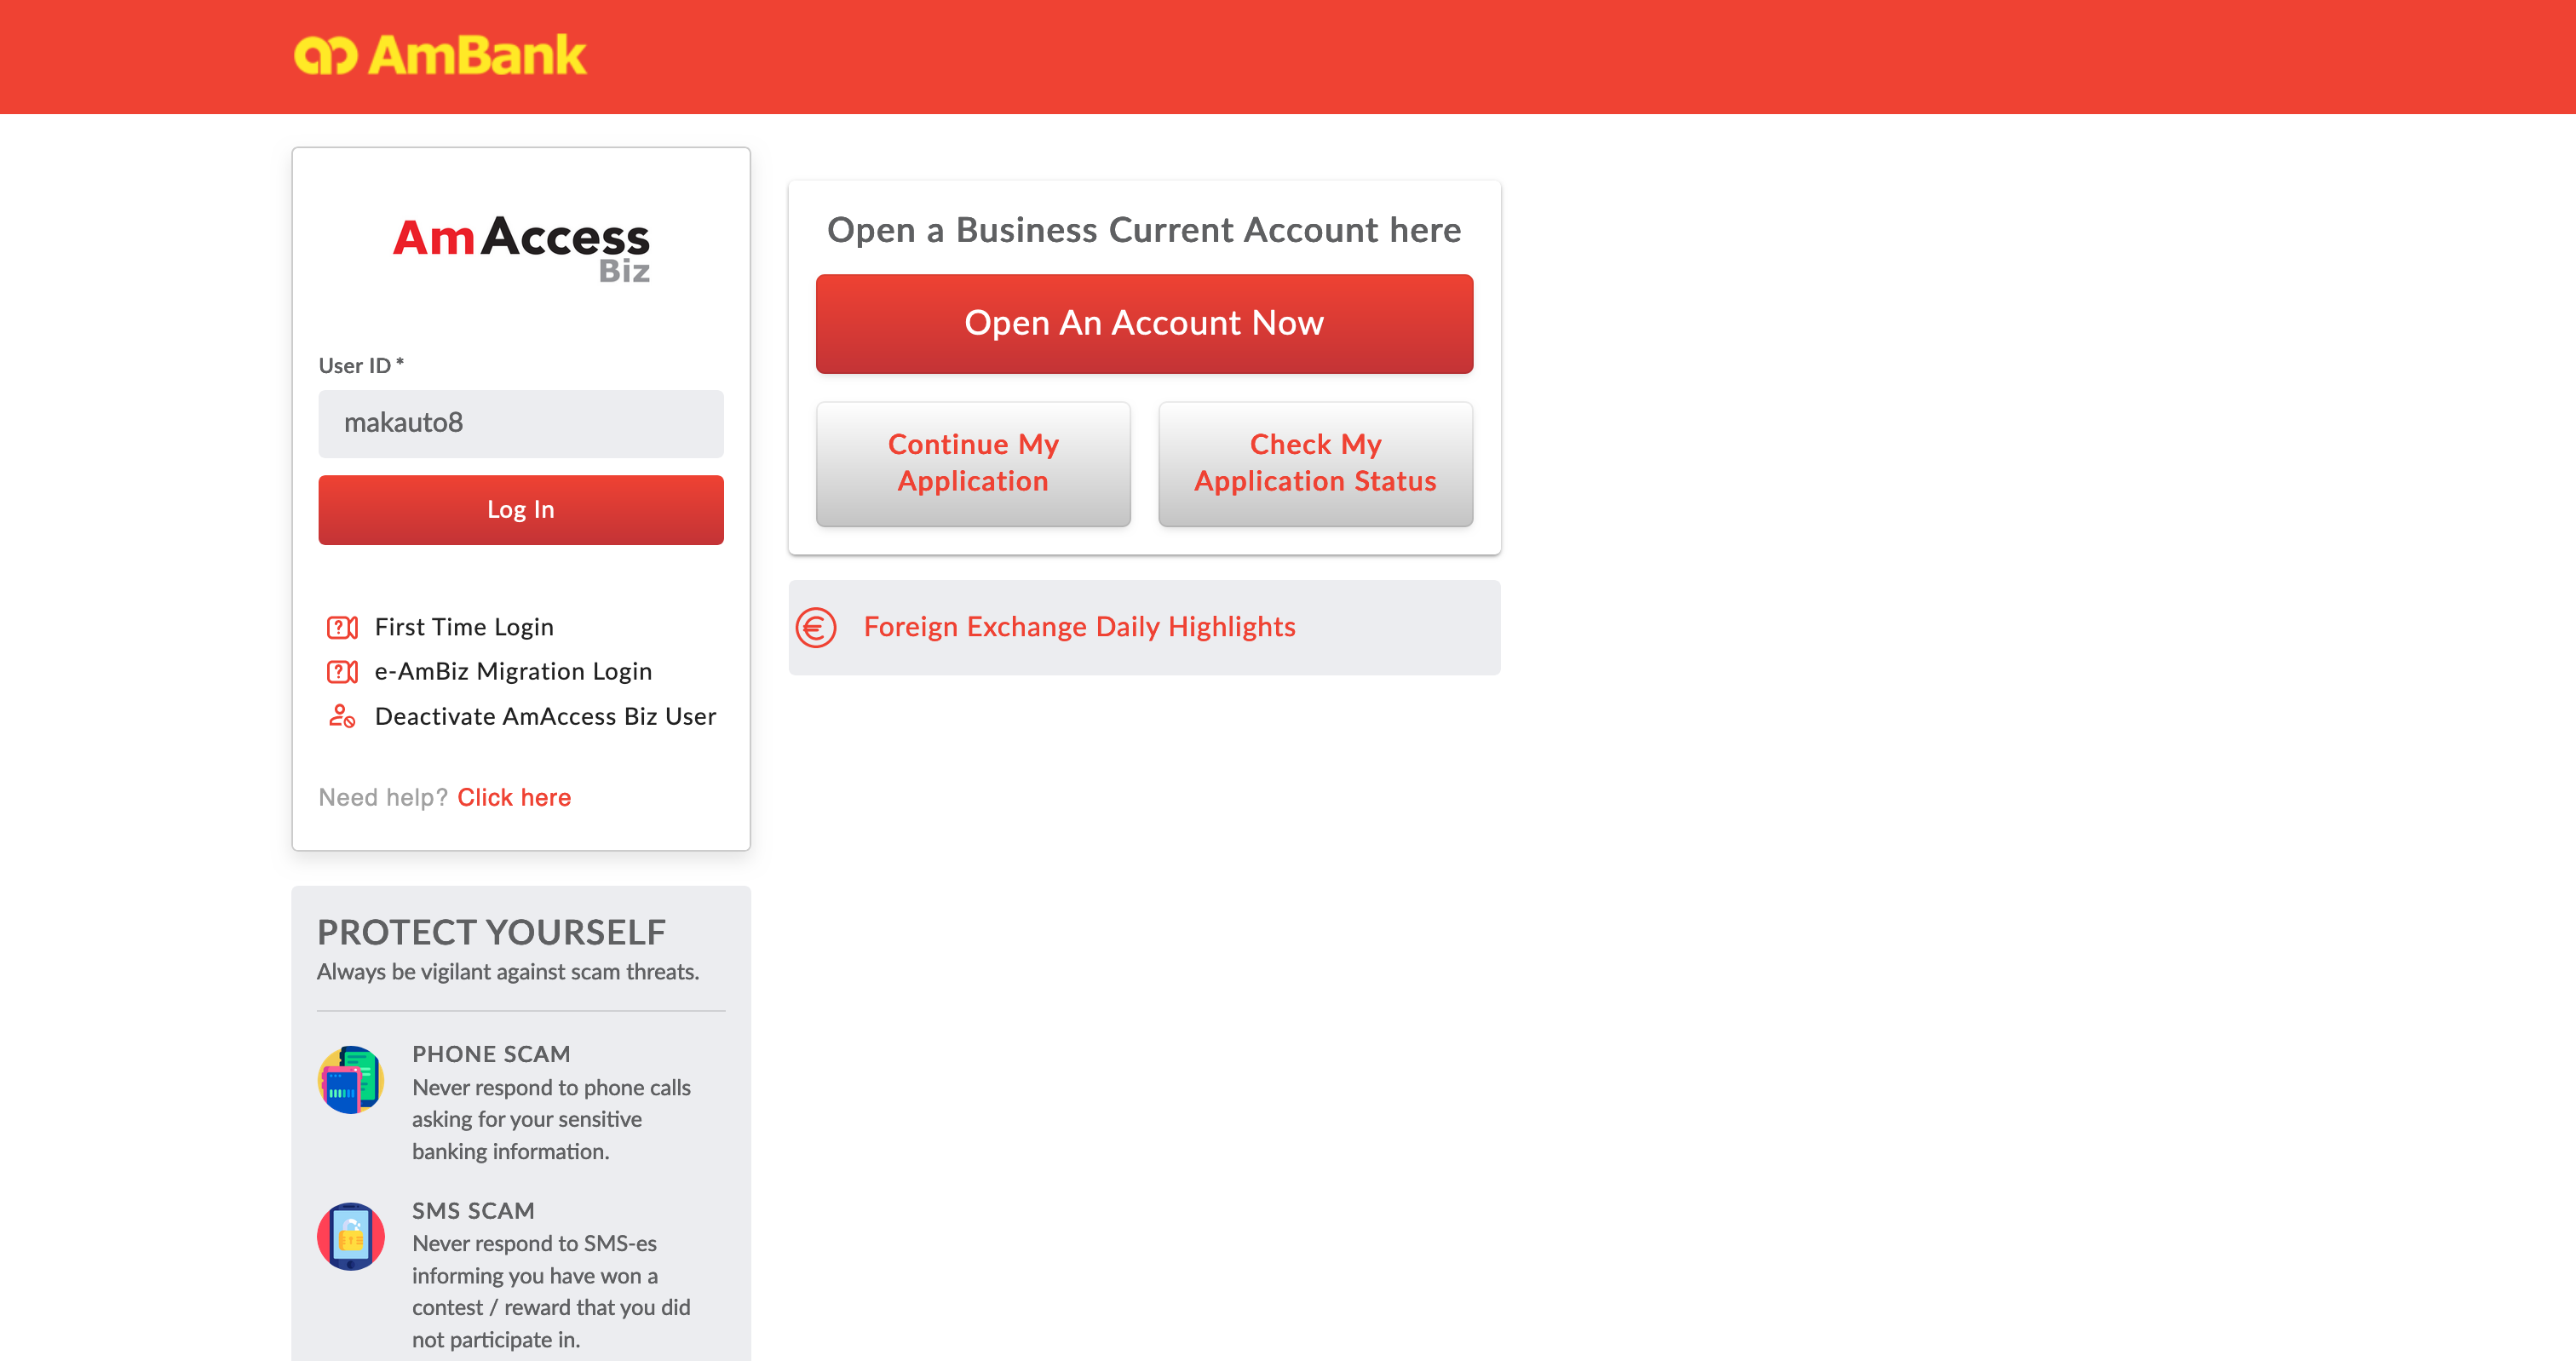 AmBank
AmAccess
Biz
User ID *
makauto8
Log In
First Time Login
e-AmBiz Migration Login
Deactivate AmAccess Biz User
Need help? Click here
Open a Business Current Account here
Open An Account Now
Continue My
Application
Check My
Application Status
Foreign Exchange Daily Highlights
PROTECT YOURSELF
Always be vigilant against scam threats.
PHONE SCAM
Never respond to phone calls
asking for your sensitive
banking information.
SMS SCAM
Never respond to SMS-es
informing you have won a
contest / reward that you did
not participate in.